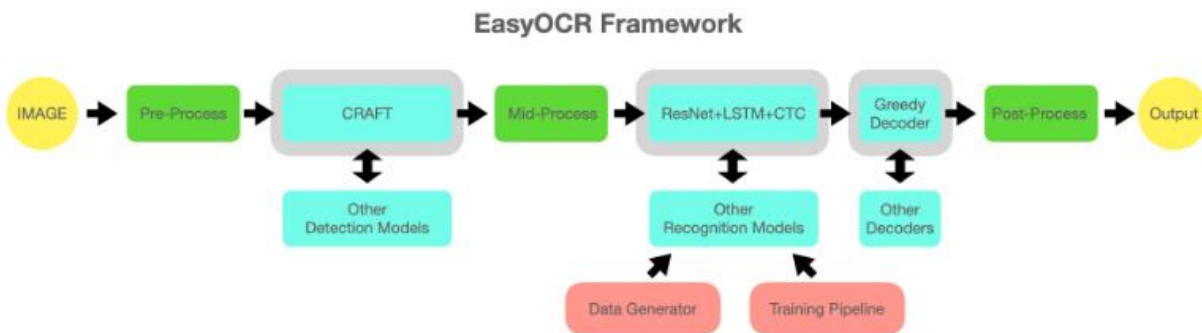 EasyOCR Framework
IMAGE
Pre-Process
CRAFT
Mid-Process
ResNet+LSTM+CTC
Greedy
Decoder
Post-Process
Output
Other
Detection Models
Other
Recognition Models
Other
Decoders
Data Generator
Training Pipeline